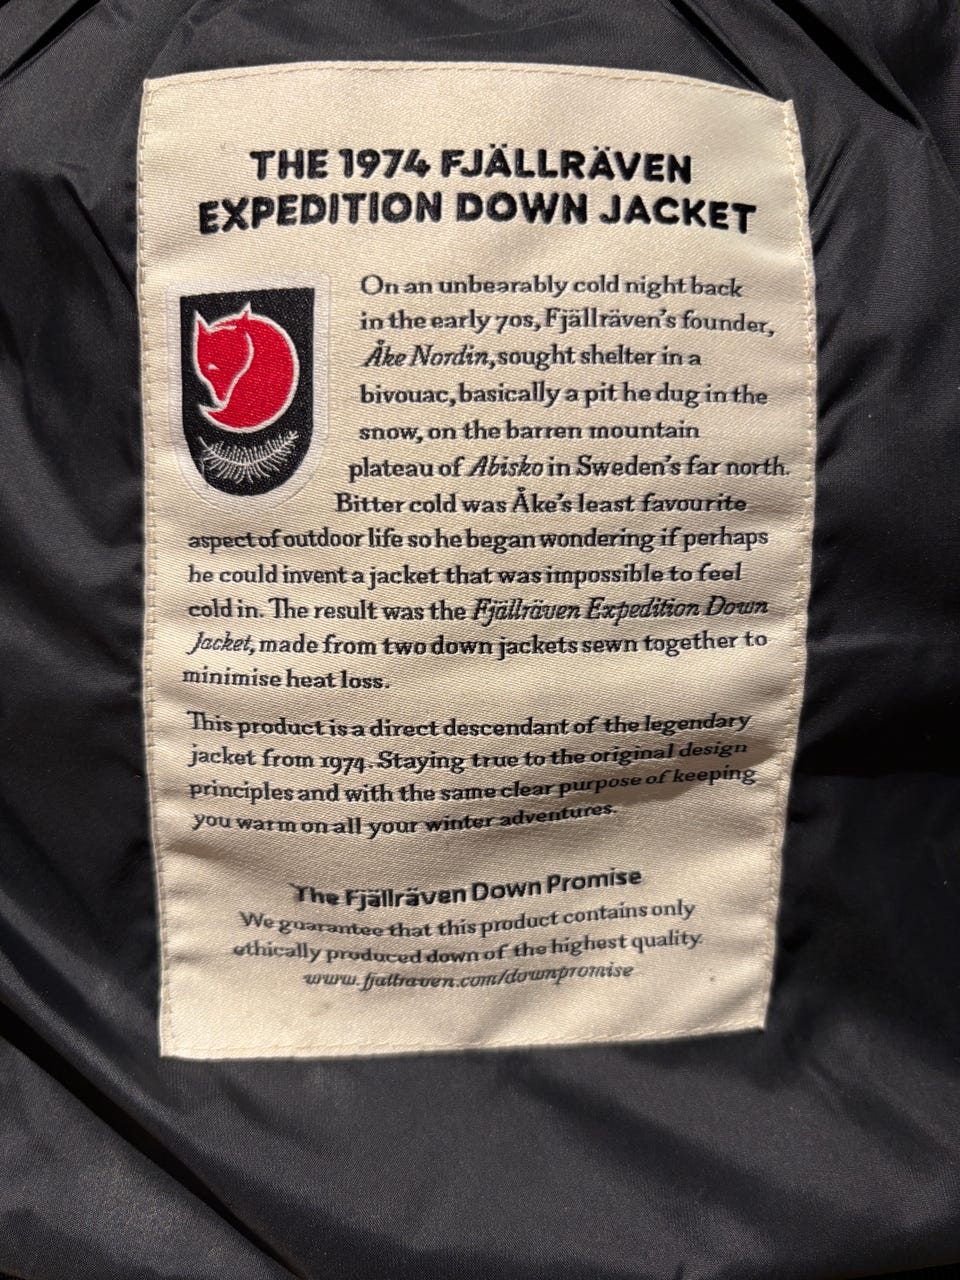 THE 1974 FJÄLLRÄVEN
EXPEDITION DOWN JACKET
On an unbearably cold night back
in the early 70s, Fjällräven's founder,
Åke Nordin, sought shelter in a
bivouac, basically a pit he dug in the
snow, on the barren mountain
plateau of Abisko in Sweden's far north.
Bitter cold was Åke's least favourite
aspect of outdoor life so he began wondering if perhaps
he could invent a jacket that was impossible to feel
cold in. The result was the Fjällräven Expedition Down
Jacket, made from two down jackets sewn together to
minimise heat loss.
This product is a direct descendant of the legendary
jacket from 1974. Staying true to the original design
principles and with the same clear purpose of keeping
you warm on all your winter adventures.
The Fjällräven Down Promise
We guarantee that this product contains only
ethically produced down of the highest quality.
www.fjallraven.com/downpromise